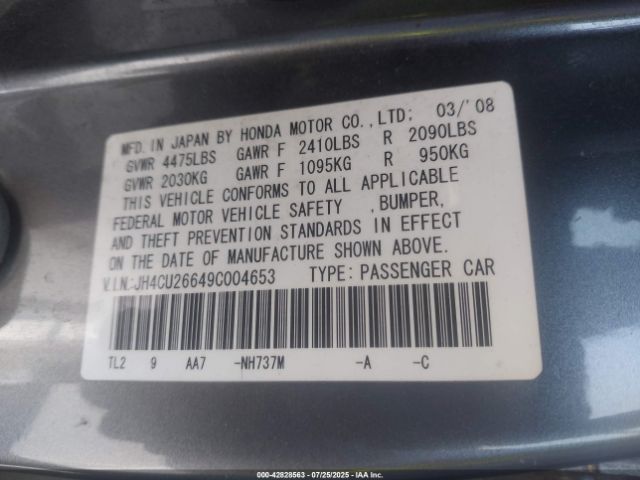 MFD. IN JAPAN BY HONDA MOTOR CO., LTD: 03/'08
GVWR 4475LBS GAWR F 2410LBS R 2090LBS
GVWR 2030KG GAWR F 1095KG R 950KG
THIS VEHICLE CONFORMS TO ALL APPLICABLE
FEDERAL MOTOR VEHICLE SAFETY ,BUMPER,
AND THEFT PREVENTION STANDARDS IN EFFECT
ON THE DATE OF MANUFACTURE SHOWN ABOVE.
V.I.N.:JH4CU26649C004653 TYPE: PASSENGER CAR
TL2 9 AA7 -NH737M -A -C
000-42828563 | 07/25/2025 | IAA Inc.